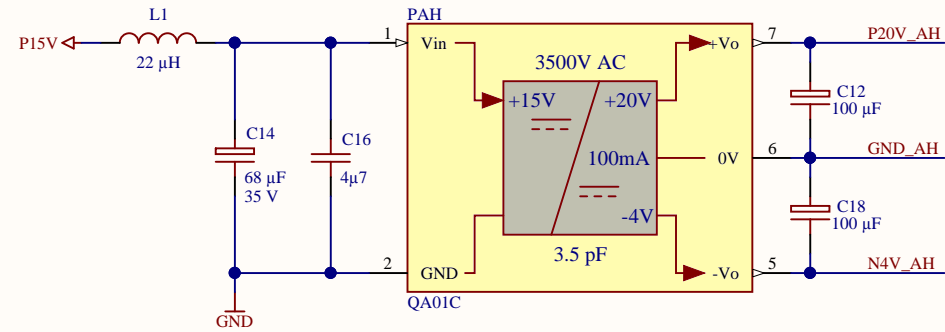 L1
P15V
22 µH
C14
68 µF
35 V
C16
4µ7
PAH
1
Vin
3500V AC
+15V
+20V
100mA
-4V
3.5 pF
2
GND
QA01C
+Vo
7
0V
6
-Vo
5
P20V_AH
C12
100 µF
GND_AH
C18
100 µF
N4V_AH
GND